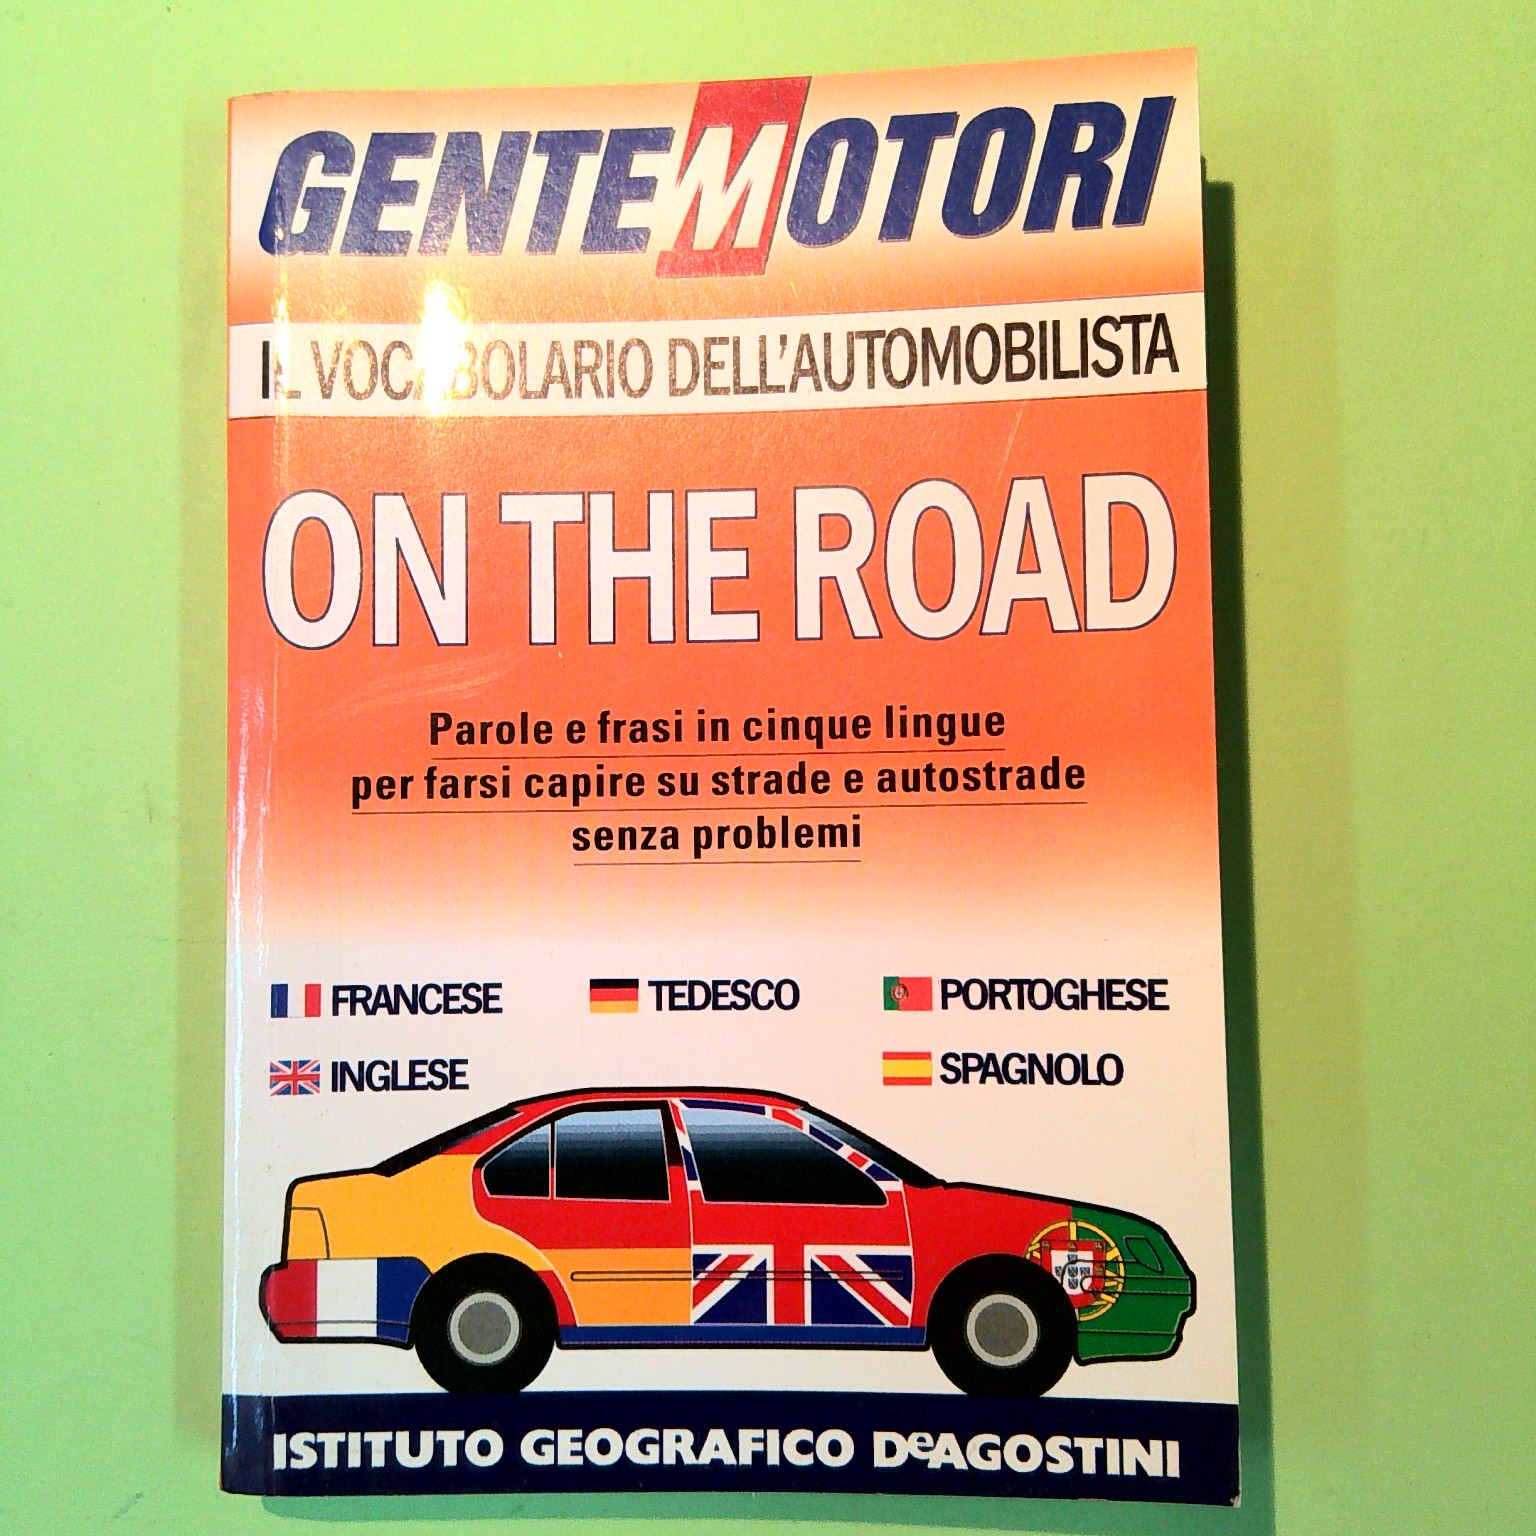 GENTEMOTORI
IL VOCABOLARIO DELL'AUTOMOBILISTA
ON THE ROAD
Parole e frasi in cinque lingue
per farsi capire su strade e autostrade
senza problemi
FRANCESE TEDESCO PORTOGHESE
INGLESE SPAGNOLO
ISTITUTO GEOGRAFICO DeAGOSTINI